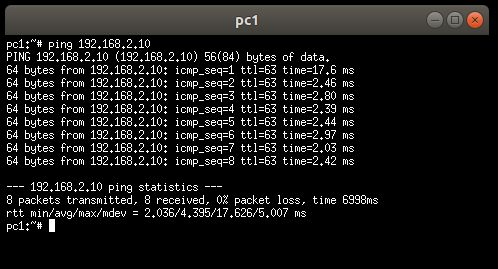 pc1
pc1:~# ping 192.168.2.10
PING 192.168.2.10 (192.168.2.10) 56(84) bytes of data.
64 bytes from 192.168.2.10: icmp_seq=1 ttl=63 time=17.6 ms
64 bytes from 192.168.2.10: icmp_seq=2 ttl=63 time=2.46 ms
64 bytes from 192.168.2.10: icmp_seq=3 ttl=63 time=2.80 ms
64 bytes from 192.168.2.10: icmp_seq=4 ttl=63 time=2.39 ms
64 bytes from 192.168.2.10: icmp_seq=5 ttl=63 time=2.44 ms
64 bytes from 192.168.2.10: icmp_seq=6 ttl=63 time=2.97 ms
64 bytes from 192.168.2.10: icmp_seq=7 ttl=63 time=2.03 ms
64 bytes from 192.168.2.10: icmp_seq=8 ttl=63 time=2.42 ms
--- 192.168.2.10 ping statistics ---
8 packets transmitted, 8 received, 0% packet loss, time 6998ms
rtt min/avg/max/mdev = 2.036/4.395/17.626/5.007 ms
pc1:~#